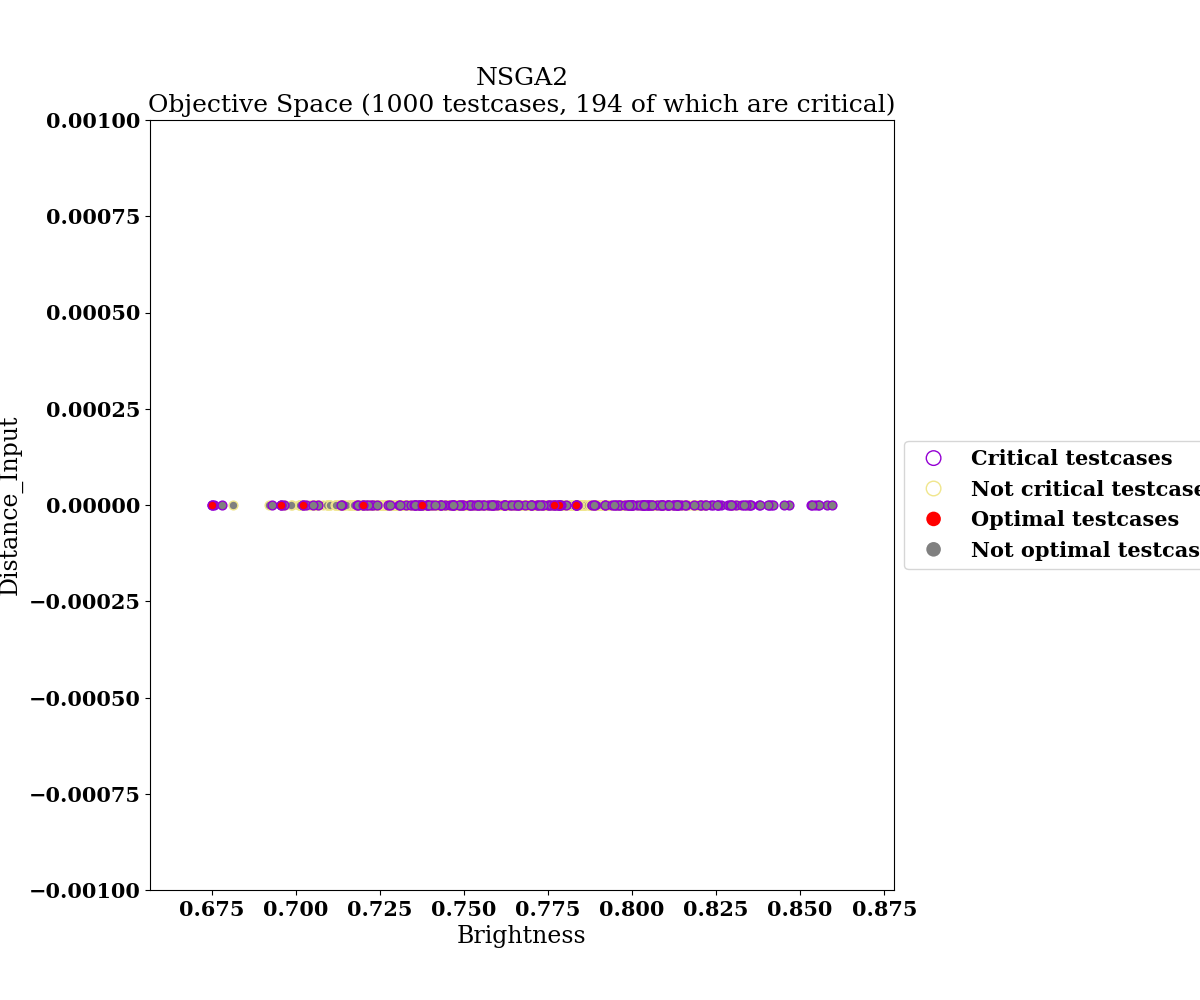 NSGA2
Objective Space (1000 testcases, 194 of which are critical)
0.00100
0.00075
0.00050
0.00025
0.00000
−0.00025
−0.00050
−0.00075
−0.00100
Distance_Input
0.675 0.700 0.725 0.750 0.775 0.800 0.825 0.850 0.875
Brightness
Critical testcases
Not critical testcase
Optimal testcases
Not optimal testcas